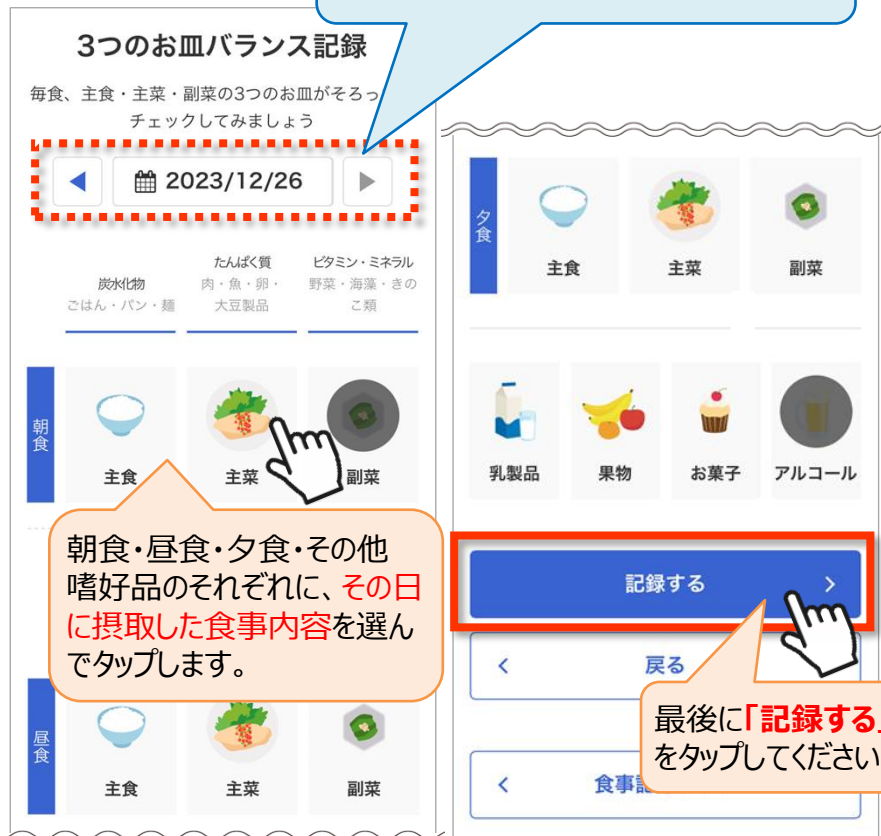 3つのお皿バランス記録
毎食、主食・主菜・副菜の3つのお皿がそろっ
チェックしてみましょう
2023/12/26
炭水化物
ごはん・パン・麺
たんぱく質
肉・魚・卵・
大豆製品
ビタミン・ミネラル
野菜・海藻・きの
こ類
朝食
主食
主菜
副菜
朝食・昼食・夕食・その他
嗜好品のそれぞれに、その日
に摂取した食事内容を選ん
でタップします。
昼食
主食
主菜
副菜
夕食
主食
主菜
副菜
乳製品
果物
お菓子
アルコール
記録する
戻る
最後に「記録する」
をタップしてください
食事記